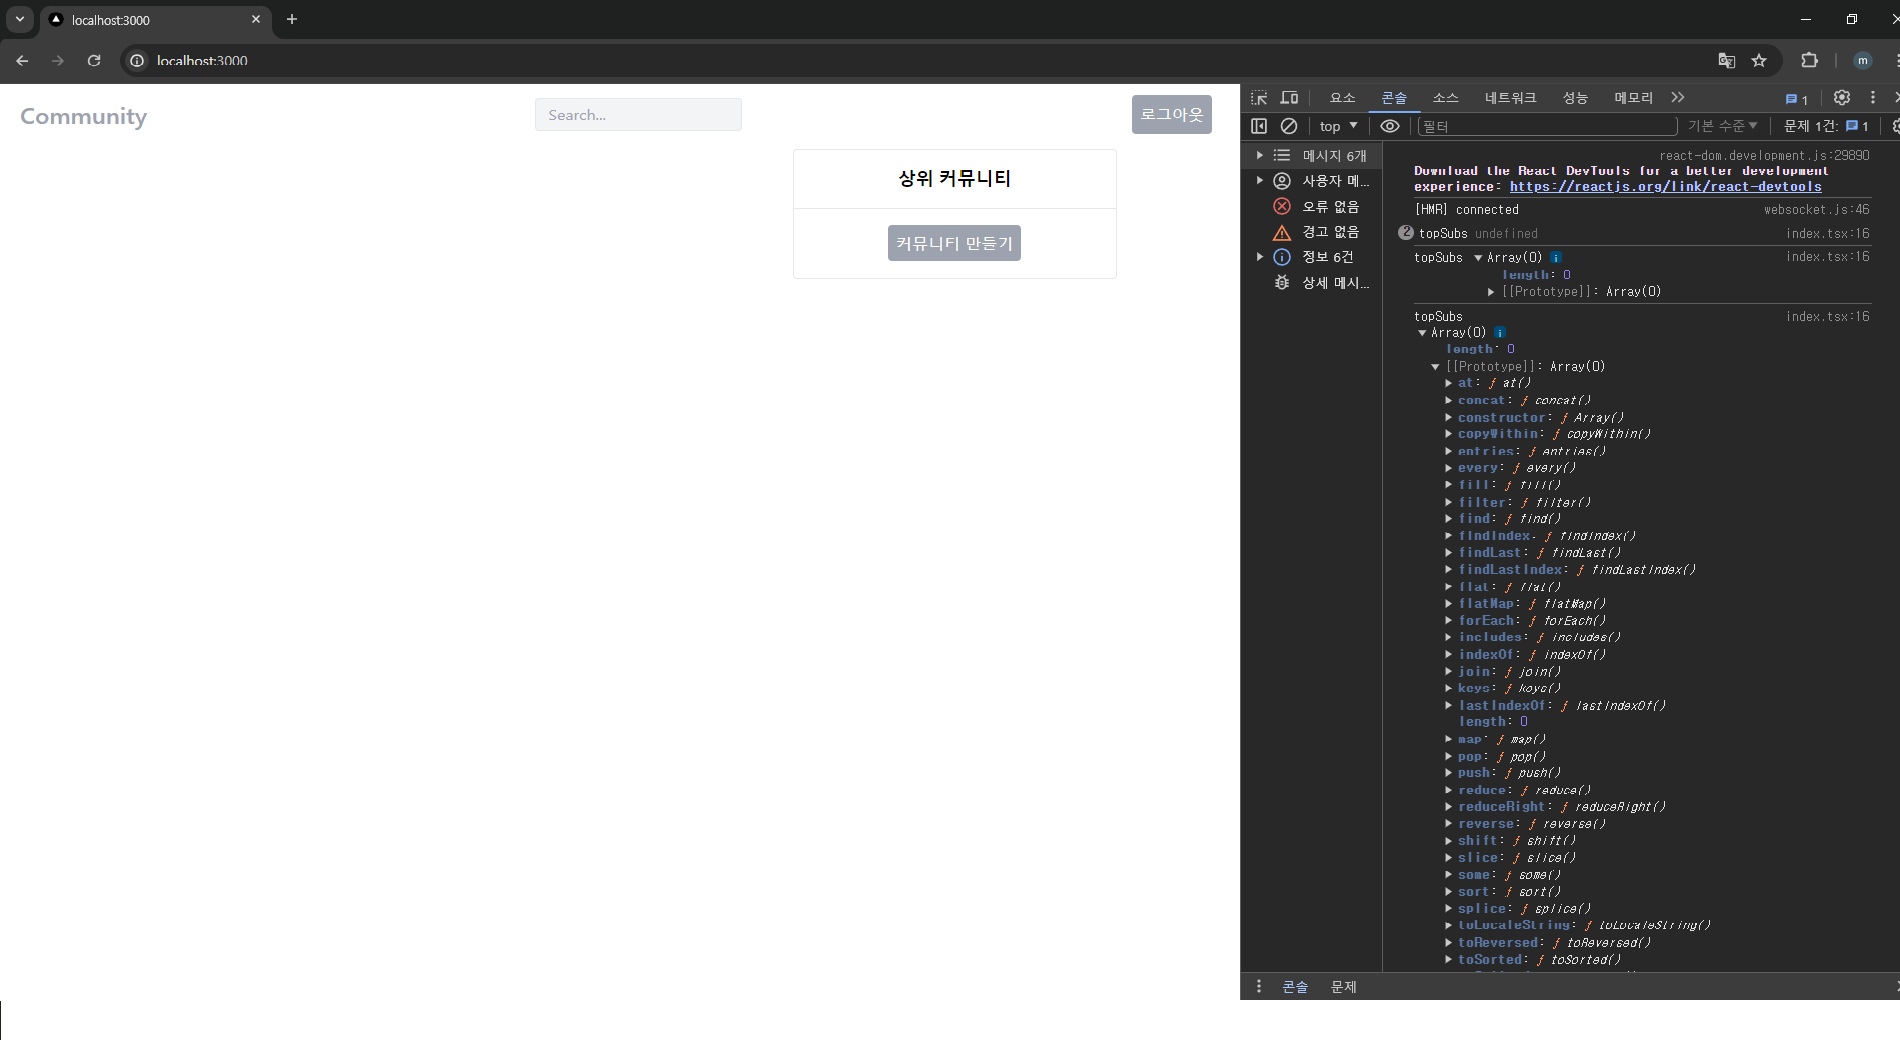 localhost:3000
localhost:3000
m
Community
Search...
로그아웃
상위 커뮤니티
커뮤니티 만들기
요소 콘솔 소스 네트워크 성능 메모리 1
top 필터 기본 수준 문제 1건: 1
메시지 6개
사용자 메...
오류 없음
경고 없음
정보 6건
상세 메시...
react-dom.development.js:29890
Download the React DevTools for a better development
experience: https://reactjs.org/link/react-devtools
[HMR] connected websocket.js:46
2 topSubs undefined index.tsx:16
topSubs Array(0) i index.tsx:16
length: 0
[[Prototype]]: Array(0)
topSubs index.tsx:16
Array(0) i
length: 0
[[Prototype]]: Array(0)
at: ƒ at()
concat: ƒ concat()
constructor: ƒ Array()
copyWithin: ƒ copyWithin()
entries: ƒ entries()
every: ƒ every()
fill: ƒ fill()
filter: ƒ filter()
find: ƒ find()
findIndex: ƒ findIndex()
findLast: ƒ findLast()
findLastIndex: ƒ findLastIndex()
flat: ƒ flat()
flatMap: ƒ flatMap()
forEach: ƒ forEach()
includes: ƒ includes()
indexOf: ƒ indexOf()
join: ƒ join()
keys: ƒ keys()
lastIndexOf: ƒ lastIndexOf()
length: 0
map: ƒ map()
pop: ƒ pop()
push: ƒ push()
reduce: ƒ reduce()
reduceRight: ƒ reduceRight()
reverse: ƒ reverse()
shift: ƒ shift()
slice: ƒ slice()
some: ƒ some()
sort: ƒ sort()
splice: ƒ splice()
toLocaleString: ƒ toLocaleString()
toReversed: ƒ toReversed()
toSorted: ƒ toSorted()
콘솔 문제